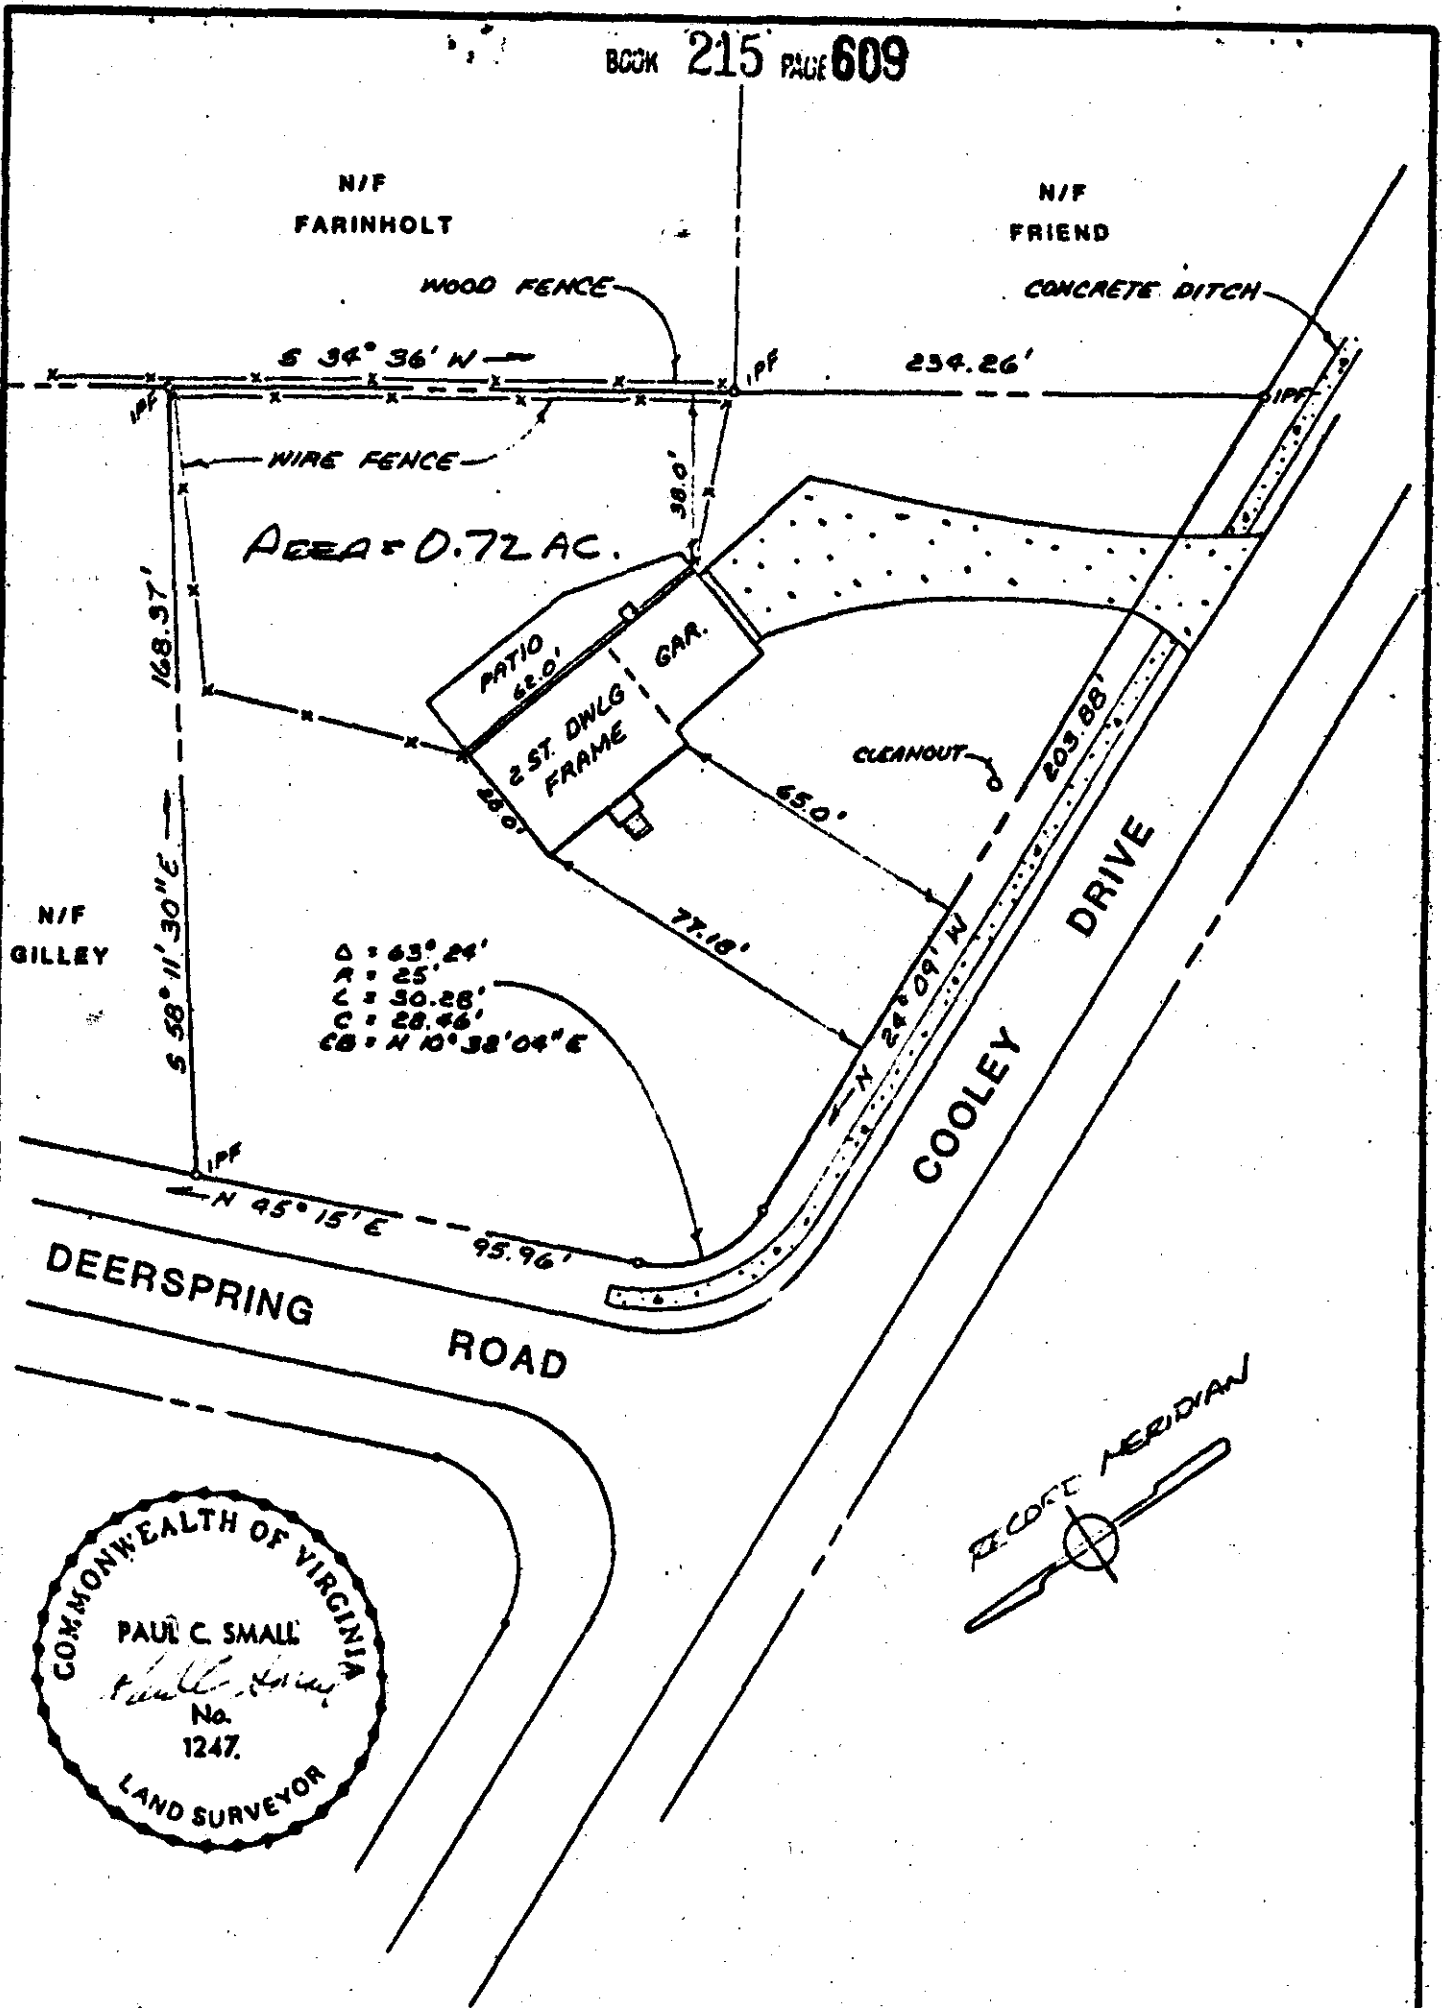 BOOK 215 PAGE 609
N/F
FARINHOLT
N/F
FRIEND
WOOD FENCE
CONCRETE DITCH
S 34° 36' W
234.26'
IPF
IPF
IPF
WIRE FENCE
38.0'
AREA = 0.72 AC.
168.37'
S 58° 11' 30" E
PATIO
62.0'
GAR.
2 ST. DWLG
FRAME
28.0'
CLEANOUT
65.0'
203.88'
77.18'
N 24° 09' W
N/F
GILLEY
Δ = 63° 24'
R = 25'
L = 30.28'
C = 28.46'
CB = N 10° 38' 04" E
COOLEY DRIVE
IPF
N 45° 15' E
95.96'
DEERSPRING ROAD
RECORD MERIDIAN
COMMONWEALTH OF VIRGINIA
PAUL C. SMALL
No.
1247.
LAND SURVEYOR